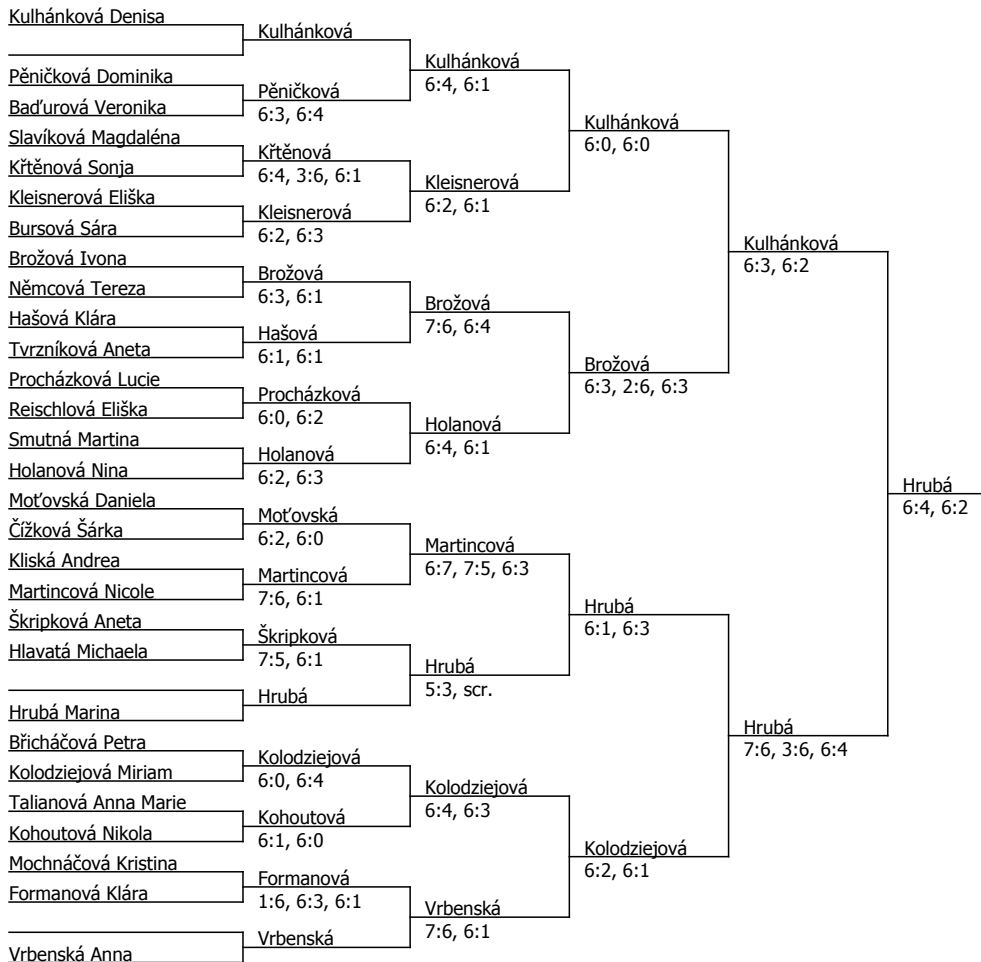 Kulhánková Denisa
Kulhánková
Kulhánková
6:4, 6:1
Pěničková Dominika
Pěničková
6:3, 6:4
Baďurová Veronika
Kulhánková
6:0, 6:0
Slavíková Magdaléna
Křtěnová
6:4, 3:6, 6:1
Křtěnová Sonja
Kleisnerová
6:2, 6:1
Kleisnerová Eliška
Kleisnerová
6:2, 6:3
Bursová Sára
Kulhánková
6:3, 6:2
Brožová Ivona
Brožová
6:3, 6:1
Němcová Tereza
Brožová
7:6, 6:4
Hašová Klára
Hašová
6:1, 6:1
Tvrzníková Aneta
Brožová
6:3, 2:6, 6:3
Procházková Lucie
Procházková
6:0, 6:2
Reischlová Eliška
Holanová
6:4, 6:1
Smutná Martina
Holanová
6:2, 6:3
Holanová Nina
Hrubá
6:4, 6:2
Moťovská Daniela
Moťovská
6:2, 6:0
Čížková Šárka
Martincová
6:7, 7:5, 6:3
Kliská Andrea
Martincová
7:6, 6:1
Martincová Nicole
Hrubá
6:1, 6:3
Škripková Aneta
Škripková
7:5, 6:1
Hlavatá Michaela
Hrubá
5:3, scr.
Hrubá
Hrubá Marina
Hrubá
7:6, 3:6, 6:4
Břicháčová Petra
Kolodziejová
6:0, 6:4
Kolodziejová Miriam
Kolodziejová
6:4, 6:3
Talianová Anna Marie
Kohoutová
6:1, 6:0
Kohoutová Nikola
Kolodziejová
6:2, 6:1
Mochnáčová Kristina
Formanová
1:6, 6:3, 6:1
Formanová Klára
Vrbenská
7:6, 6:1
Vrbenská
Vrbenská Anna